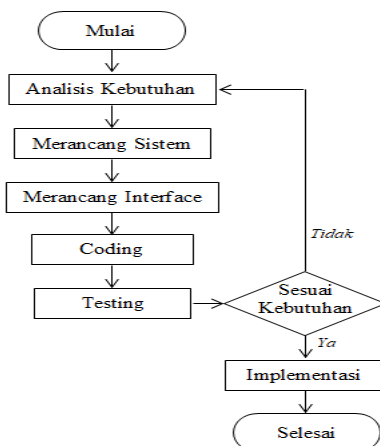 Mulai
Analisis Kebutuhan
Merancang Sistem
Merancang Interface
Coding
Testing
Sesuai
Kebutuhan
Tidak
Ya
Implementasi
Selesai